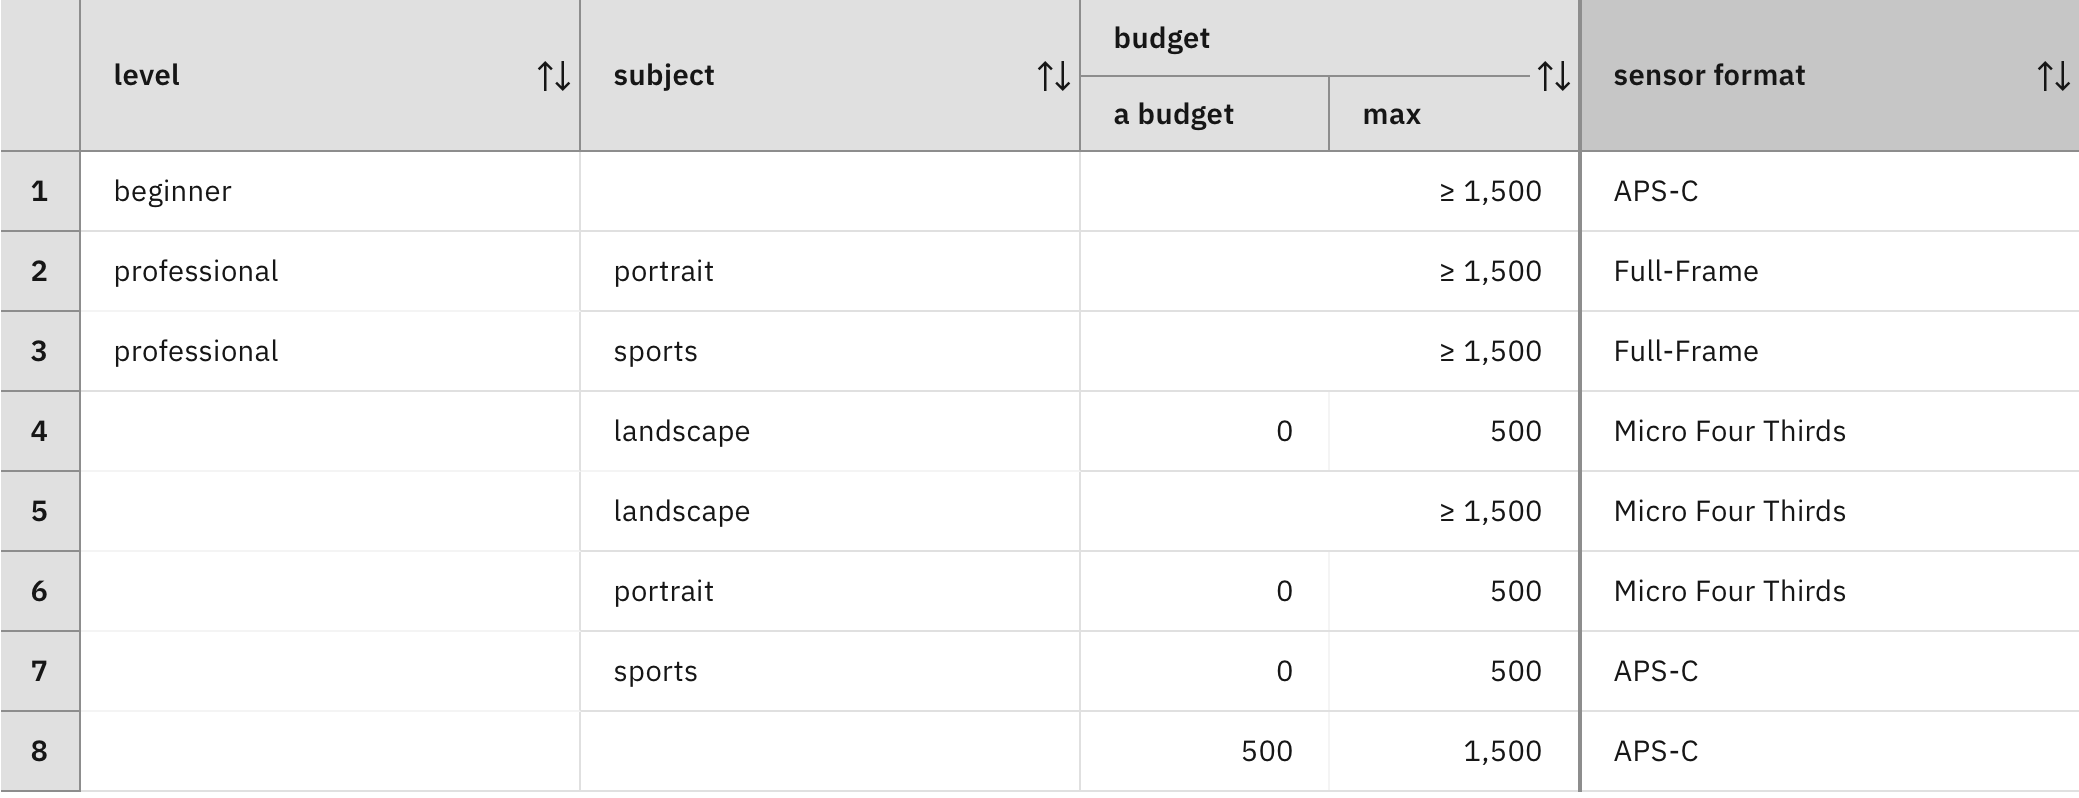 level ↑↓ subject ↑↓ budget ↑↓ sensor format ↑↓
a budget max
1 beginner ≥ 1,500 APS-C
2 professional portrait ≥ 1,500 Full-Frame
3 professional sports ≥ 1,500 Full-Frame
4 landscape 0 500 Micro Four Thirds
5 landscape ≥ 1,500 Micro Four Thirds
6 portrait 0 500 Micro Four Thirds
7 sports 0 500 APS-C
8 500 1,500 APS-C